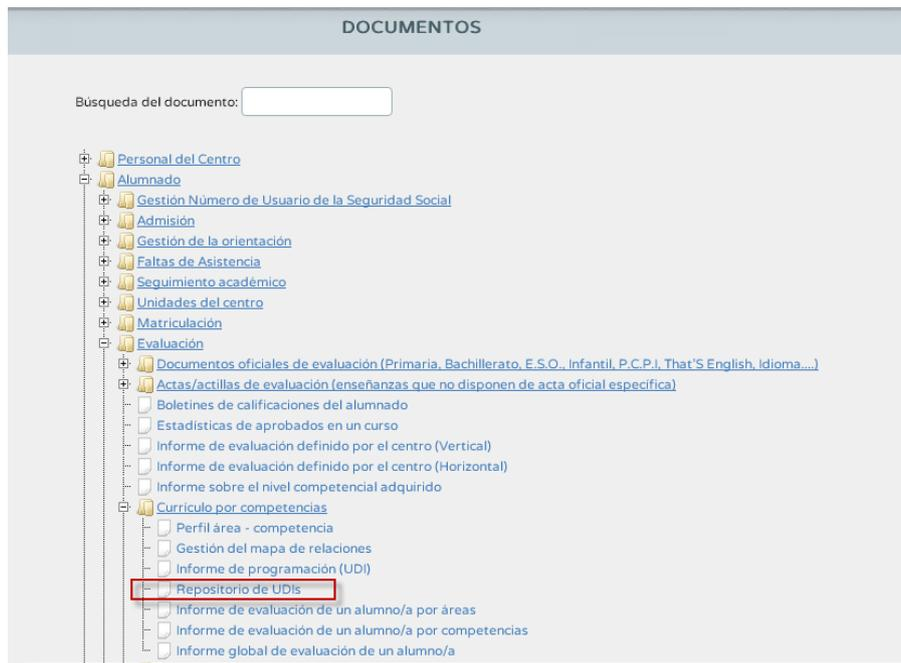 DOCUMENTOS
Búsqueda del documento:
Personal del Centro
Alumnado
Gestión Número de Usuario de la Seguridad Social
Admisión
Gestión de la orientación
Faltas de Asistencia
Seguimiento académico
Unidades del centro
Matriculación
Evaluación
Documentos oficiales de evaluación (Primaria, Bachillerato, E.S.O., Infantil, P.C.P.I, That'S English, Idioma....)
Actas/actillas de evaluación (enseñanzas que no disponen de acta oficial específica)
Boletines de calificaciones del alumnado
Estadísticas de aprobados en un curso
Informe de evaluación definido por el centro (Vertical)
Informe de evaluación definido por el centro (Horizontal)
Informe sobre el nivel competencial adquirido
Currículo por competencias
Perfil área - competencia
Gestión del mapa de relaciones
Informe de programación (UDI)
Repositorio de UDIs
Informe de evaluación de un alumno/a por áreas
Informe de evaluación de un alumno/a por competencias
Informe global de evaluación de un alumno/a